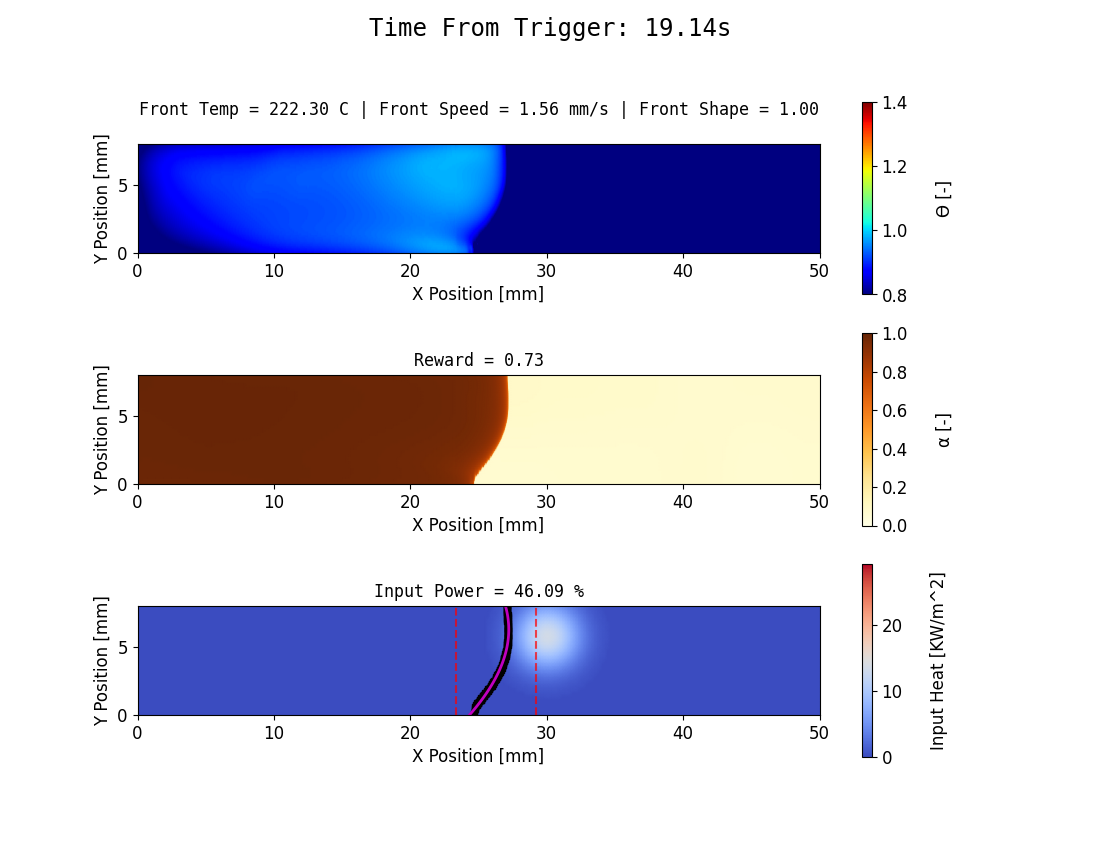 Time From Trigger: 19.14s
Front Temp = 222.30 C | Front Speed = 1.56 mm/s | Front Shape = 1.00
Y Position [mm]
5
0
0 10 20 30 40 50
X Position [mm]
1.4
1.2
1.0
0.8
Θ [-]
Reward = 0.73
Y Position [mm]
5
0
0 10 20 30 40 50
X Position [mm]
1.0
0.8
0.6
0.4
0.2
0.0
α [-]
Input Power = 46.09 %
Y Position [mm]
5
0
0 10 20 30 40 50
X Position [mm]
20
10
0
Input Heat [KW/m^2]